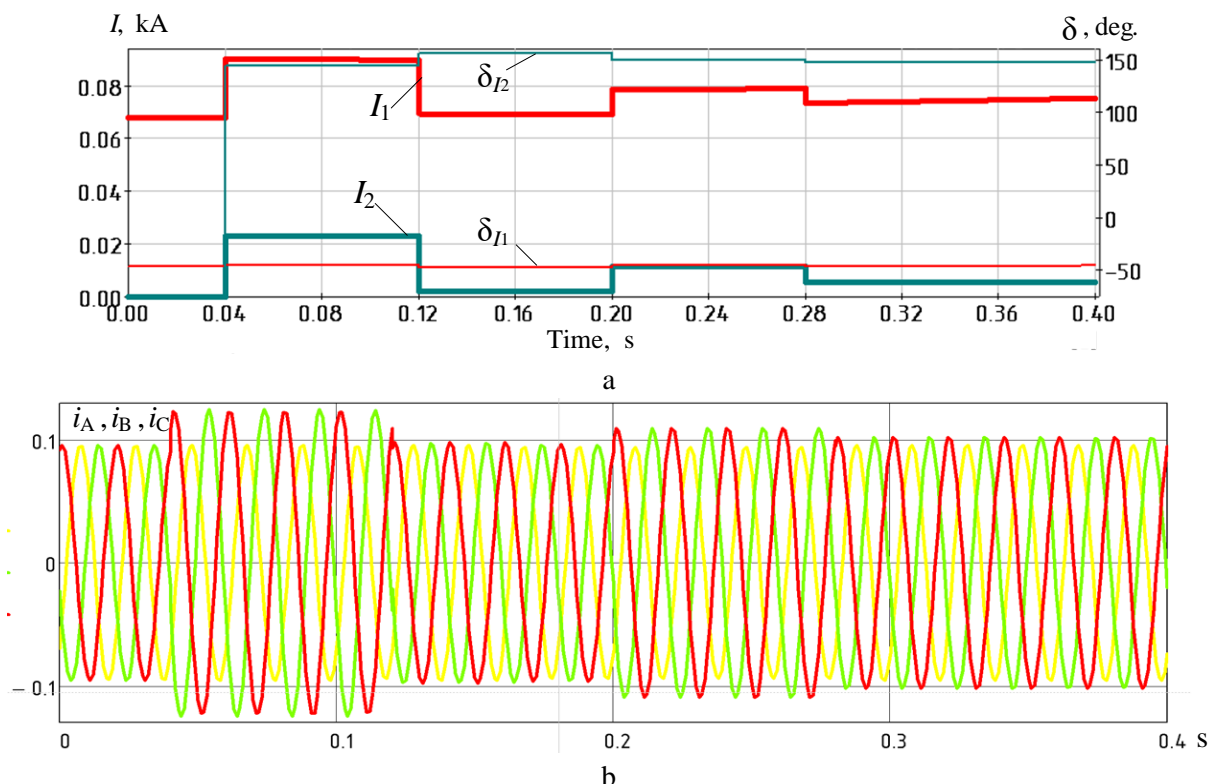 I, kA
δ, deg.
150
0.08
δI2
I1
100
0.06
50
0.04
I2
0
0.02
δI1
−50
0.00
0.00 0.04 0.08 0.12 0.16 0.20 0.24 0.28 0.32 0.36 0.40
Time, s
a
iA, iB, iC
0.1
0
− 0.1
0 0.1 0.2 0.3 0.4 s
b